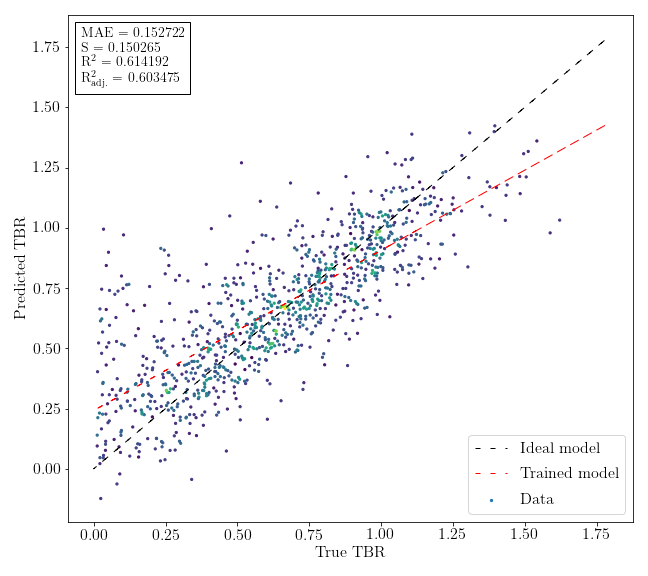 MAE = 0.152722
S = 0.150265
R² = 0.614192
R²adj. = 0.603475
1.75
1.50
1.25
1.00
0.75
0.50
0.25
0.00
Predicted TBR
0.00 0.25 0.50 0.75 1.00 1.25 1.50 1.75
True TBR
Ideal model
Trained model
Data